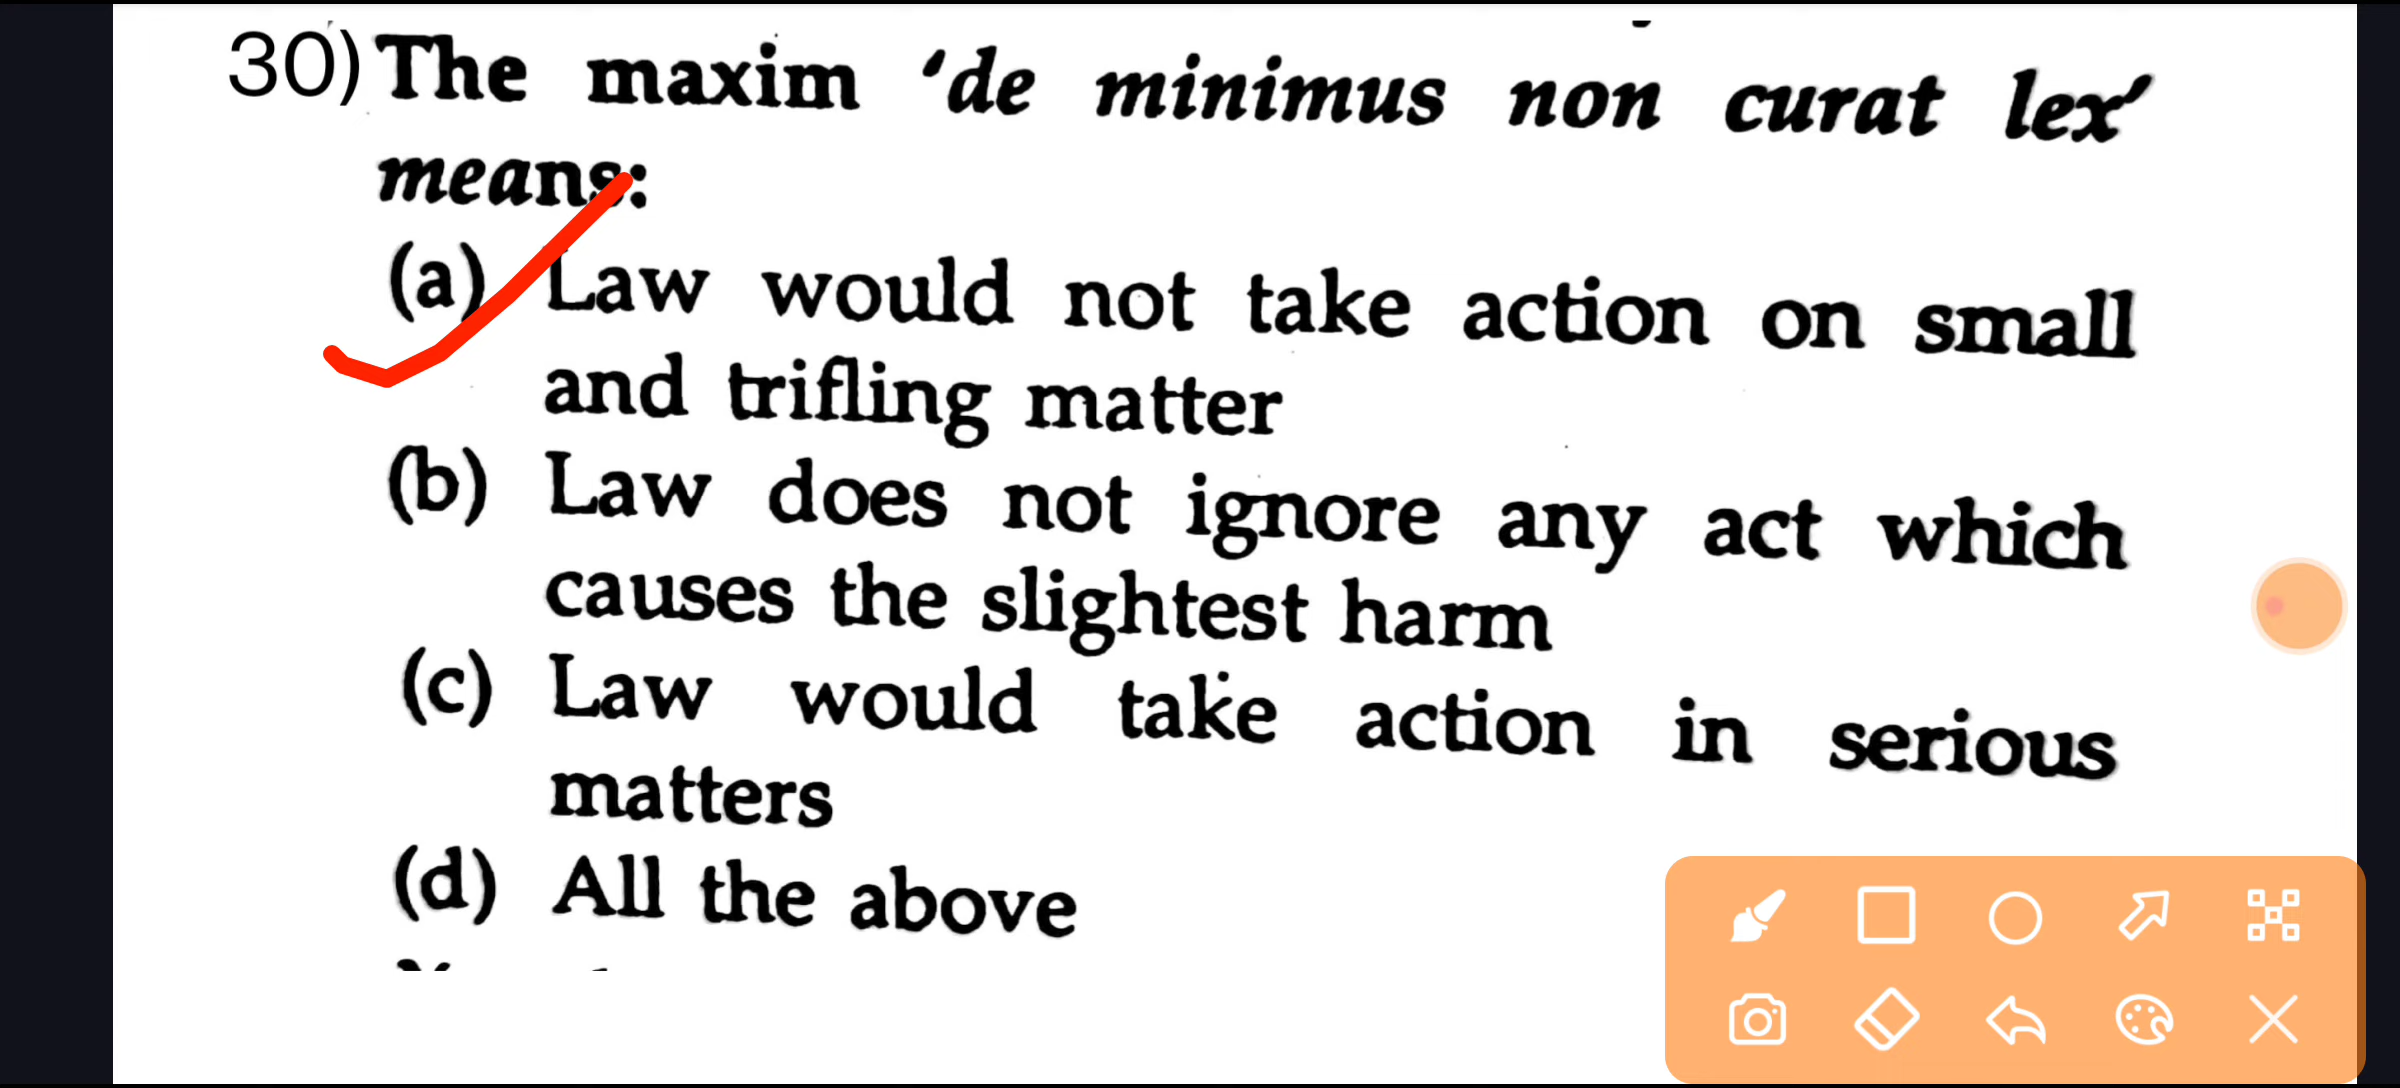 30) The maxim 'de minimus non curat lex'
means:
(a) Law would not take action on small
and trifling matter
(b) Law does not ignore any act which
causes the slightest harm
(c) Law would take action in serious
matters
(d) All the above